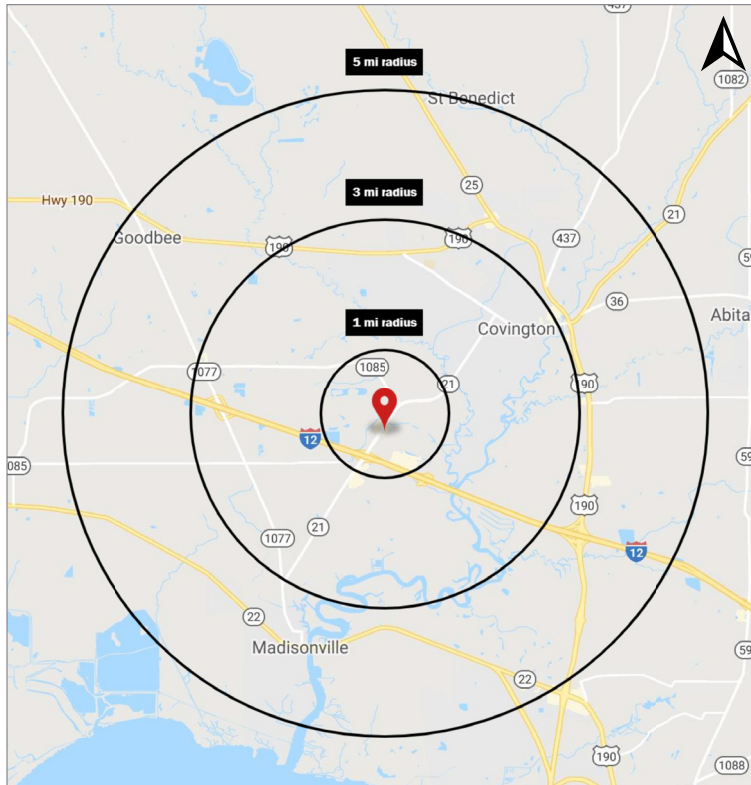 437
5 mi radius
1082
St Benedict
25
3 mi radius
Hwy 190
21
Goodbee
190
190
437
59
36
Abita
1 mi radius
Covington
1085
1077
21
190
12
59
085
190
21
1077
12
22
Madisonville
59
22
190
1088